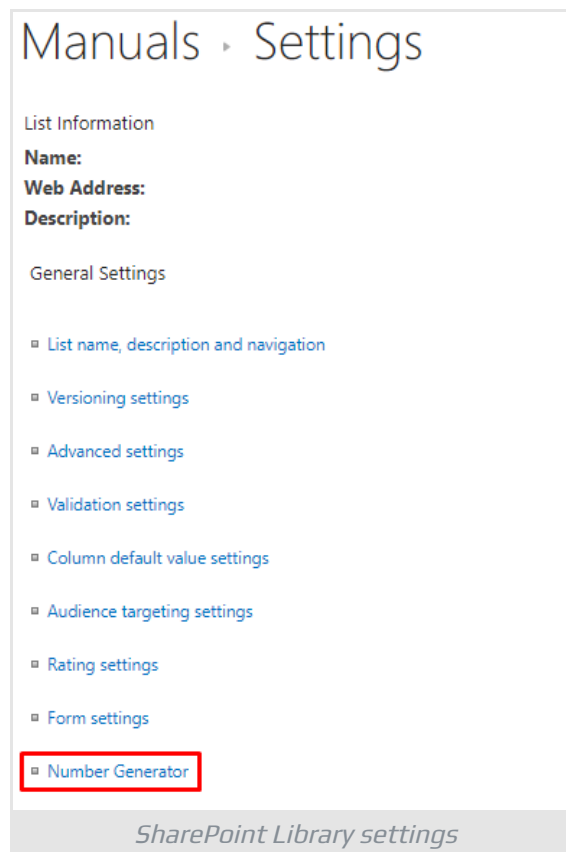 Manuals ▸ Settings
List Information
Name:
Web Address:
Description:
General Settings
List name, description and navigation
Versioning settings
Advanced settings
Validation settings
Column default value settings
Audience targeting settings
Rating settings
Form settings
Number Generator
SharePoint Library settings